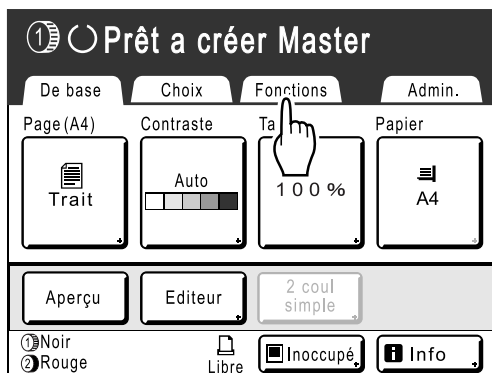 ① Prêt a créer Master
De base Choix Fonctions Admin.
Page(A4) Contraste Ta Papier
Trait Auto 100% A4
Aperçu Editeur 2 coul
simple
①Noir
②Rouge Libre Inoccupé Info